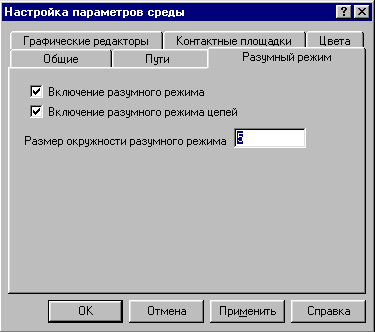 Настройка параметров среды
Графические редакторы Контактные площадки Цвета
Общие Пути Разумный режим
Включение разумного режима
Включение разумного режима цепей
Размер окружности разумного режима 5
OK Отмена Применить Справка